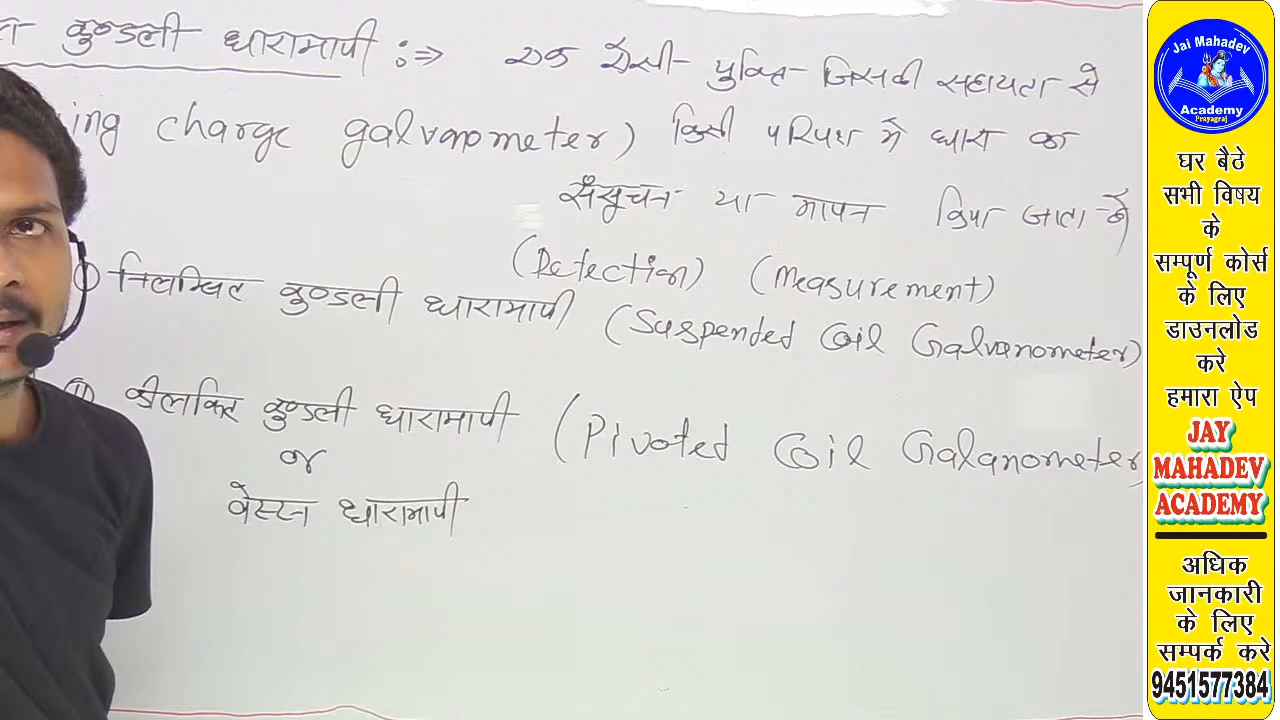 कुण्डली धारामापी :⇒ एक ऐसी युक्ति जिसकी सहायता से
ing charge galvanometer) किसी परिपथ में धारा का
संसूचन या मापन किया जाता है
(Detection) (Measurement)
① निलम्बित कुण्डली धारामापी (Suspended Coil Galvanometer)
⑪ कीलकित कुण्डली धारामापी (Pivoted Coil Galanometer)
or
वेस्टन धारामापी
Jai Mahadev
Academy
Prayagraj
घर बैठे
सभी विषय
के
सम्पूर्ण कोर्स
के लिए
डाउनलोड
करे
हमारा ऐप
JAY
MAHADEV
ACADEMY
अधिक
जानकारी
के लिए
सम्पर्क करे
9451577384